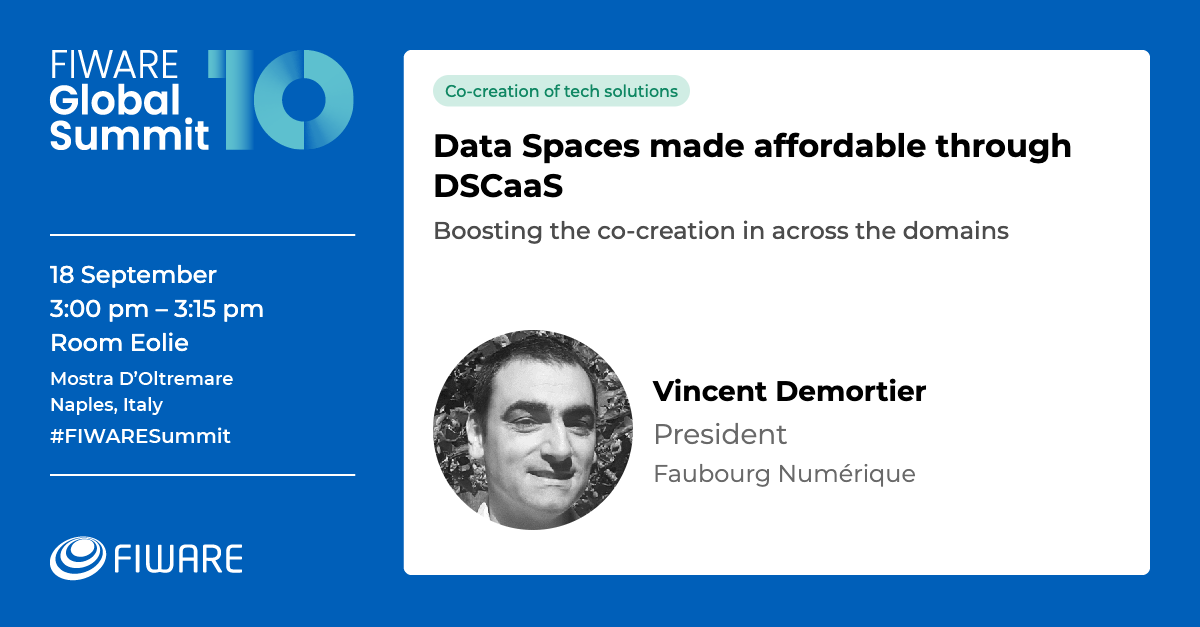 FIWARE
Global
Summit
10
18 September
3:00 pm – 3:15 pm
Room Eolie
Mostra D’Oltremare
Naples, Italy
#FIWARESummit
FIWARE
Co-creation of tech solutions
Data Spaces made affordable through
DSCaaS
Boosting the co-creation in across the domains
Vincent Demortier
President
Faubourg Numérique